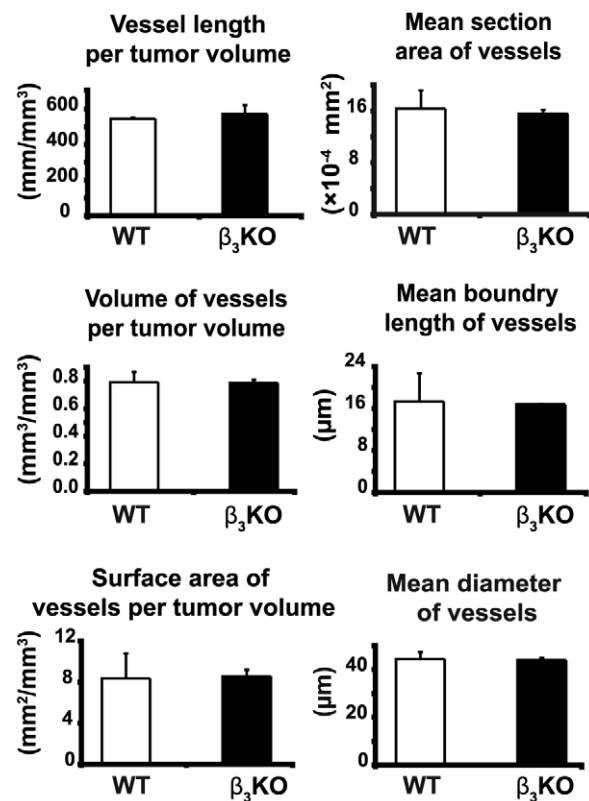 Vessel length
per tumor volume
(mm/mm³)
600
400
200
0
WT
β₃KO
Mean section
area of vessels
(×10⁻⁴ mm²)
16
8
0
WT
β₃KO
Volume of vessels
per tumor volume
(mm³/mm³)
0.8
0.6
0.4
0.2
0.0
WT
β₃KO
Mean boundry
length of vessels
(μm)
24
16
8
0
WT
β₃KO
Surface area of
vessels per tumor volume
(mm²/mm³)
12
8
4
0
WT
β₃KO
Mean diameter
of vessels
(μm)
40
20
0
WT
β₃KO